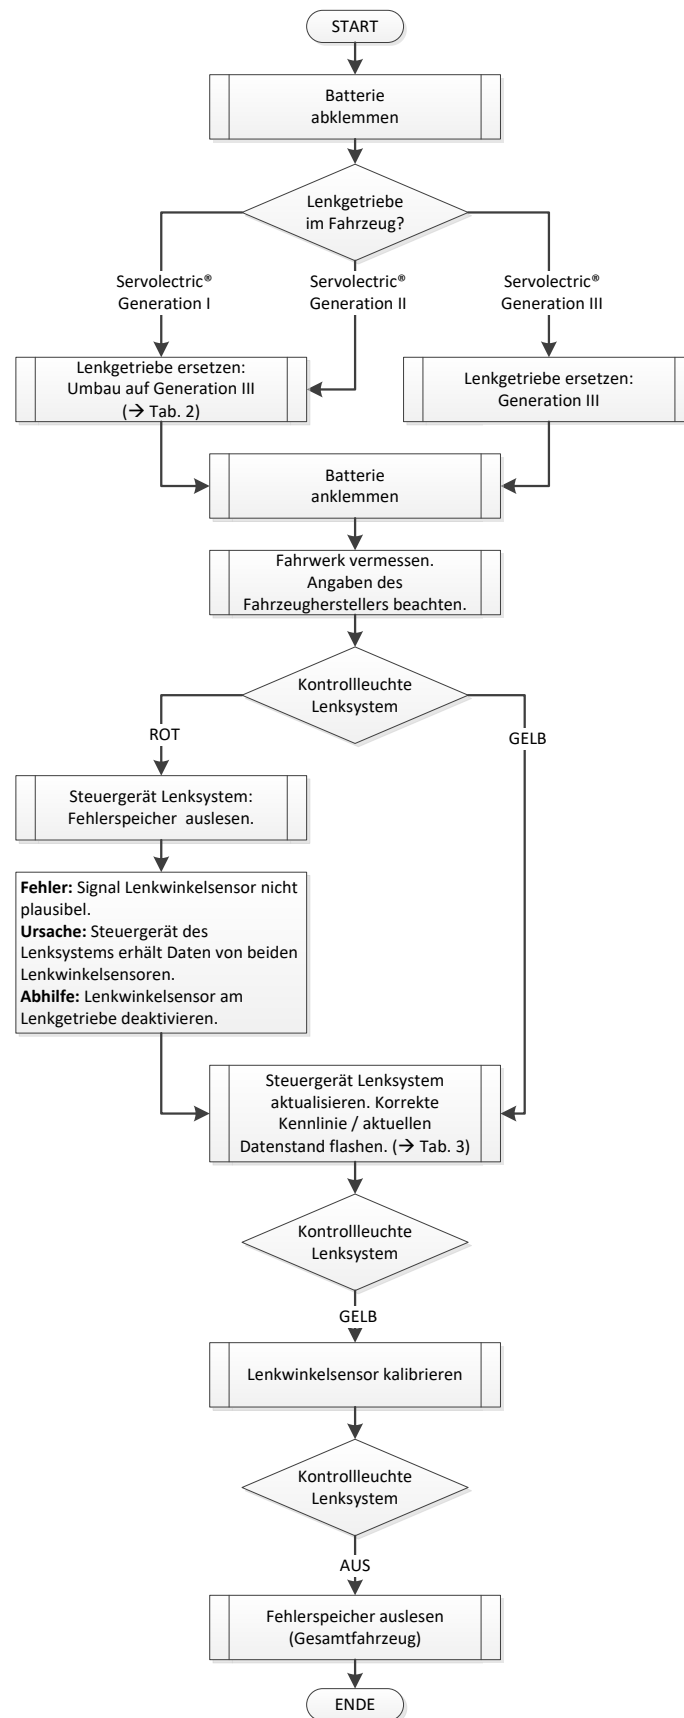 START
Batterie
abklemmen
Lenkgetriebe
im Fahrzeug?
Servolectric®
Generation I
Servolectric®
Generation II
Servolectric®
Generation III
Lenkgetriebe ersetzen:
Umbau auf Generation III
(→ Tab. 2)
Lenkgetriebe ersetzen:
Generation III
Batterie
anklemmen
Fahrwerk vermessen.
Angaben des
Fahrzeugherstellers beachten.
Kontrollleuchte
Lenksystem
ROT
GELB
Steuergerät Lenksystem:
Fehlerspeicher auslesen.
Fehler: Signal Lenkwinkelsensor nicht
plausibel.
Ursache: Steuergerät des
Lenksystems erhält Daten von beiden
Lenkwinkelsensoren.
Abhilfe: Lenkwinkelsensor am
Lenkgetriebe deaktivieren.
Steuergerät Lenksystem
aktualisieren. Korrekte
Kennlinie / aktuellen
Datenstand flashen. (→ Tab. 3)
Kontrollleuchte
Lenksystem
GELB
Lenkwinkelsensor kalibrieren
Kontrollleuchte
Lenksystem
AUS
Fehlerspeicher auslesen
(Gesamtfahrzeug)
ENDE